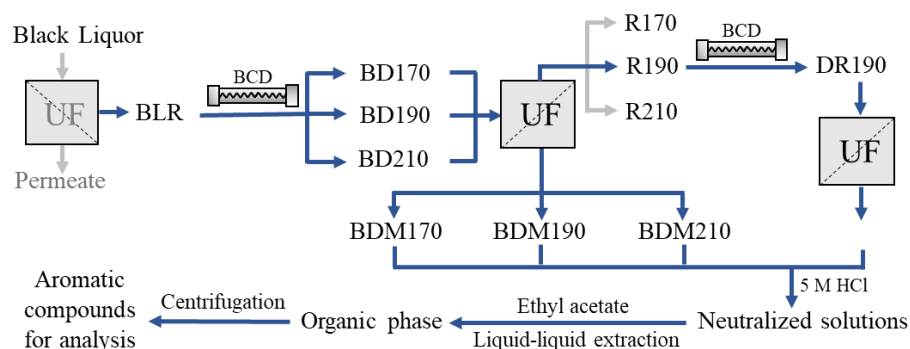 Black Liquor
UF
Permeate
BLR
BCD
BD170
BD190
BD210
UF
R170
R190
R210
BCD
DR190
UF
BDM170
BDM190
BDM210
5 M HCl
Neutralized solutions
Ethyl acetate
Liquid-liquid extraction
Organic phase
Centrifugation
Aromatic
compounds
for analysis